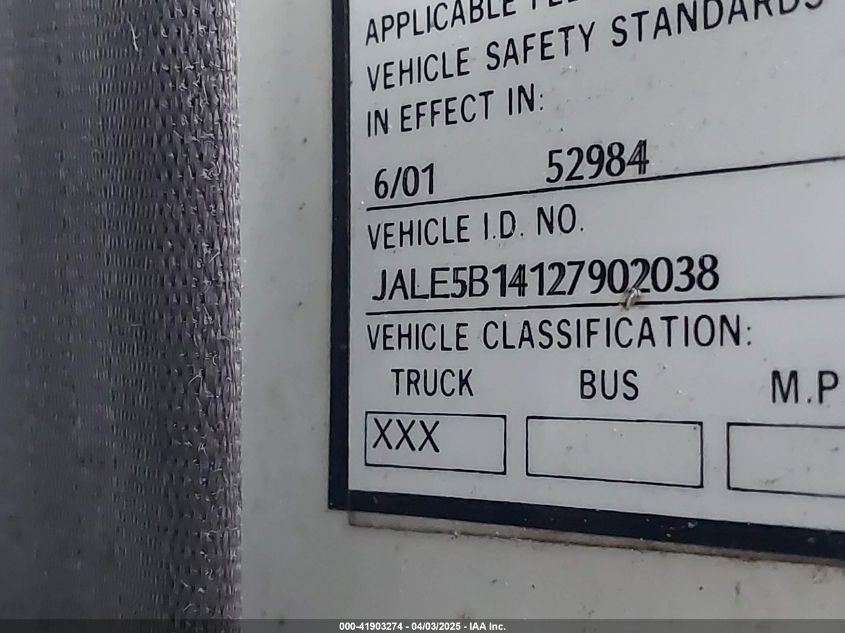 APPLICABLE
VEHICLE SAFETY STANDARDS
IN EFFECT IN:
6/01 52984
VEHICLE I.D. NO.
JALE5B14127902038
VEHICLE CLASSIFICATION:
TRUCK BUS M.P
XXX
000-41903274 - 04/03/2025 - IAA Inc.